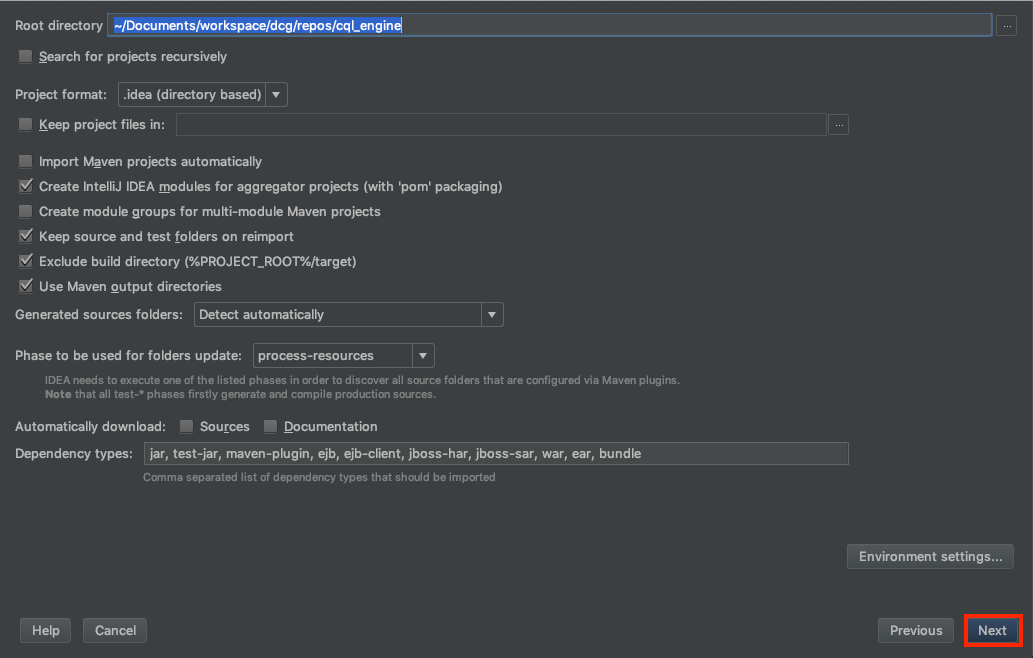 Root directory ~/Documents/workspace/dcg/repos/cql_engine ...
Search for projects recursively
Project format: .idea (directory based)
Keep project files in: ...
Import Maven projects automatically
Create IntelliJ IDEA modules for aggregator projects (with 'pom' packaging)
Create module groups for multi-module Maven projects
Keep source and test folders on reimport
Exclude build directory (%PROJECT_ROOT%/target)
Use Maven output directories
Generated sources folders: Detect automatically
Phase to be used for folders update: process-resources
IDEA needs to execute one of the listed phases in order to discover all source folders that are configured via Maven plugins.
Note that all test-* phases firstly generate and compile production sources.
Automatically download: Sources Documentation
Dependency types: jar, test-jar, maven-plugin, ejb, ejb-client, jboss-har, jboss-sar, war, ear, bundle
Comma separated list of dependency types that should be imported
Environment settings...
Help Cancel Previous Next